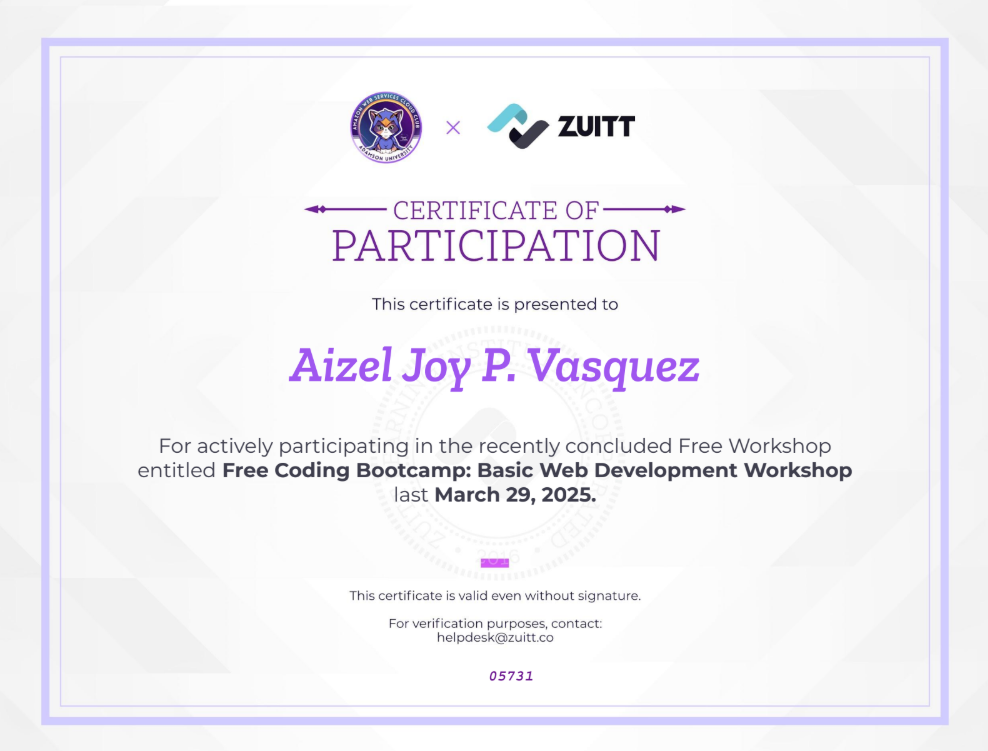 AMAZON WEB SERVICES CLOUD CLUB
ADAMSON UNIVERSITY
×
ZUITT
CERTIFICATE OF
PARTICIPATION
This certificate is presented to
Aizel Joy P. Vasquez
For actively participating in the recently concluded Free Workshop
entitled Free Coding Bootcamp: Basic Web Development Workshop
last March 29, 2025.
2016
This certificate is valid even without signature.
For verification purposes, contact:
helpdesk@zuitt.co
05731